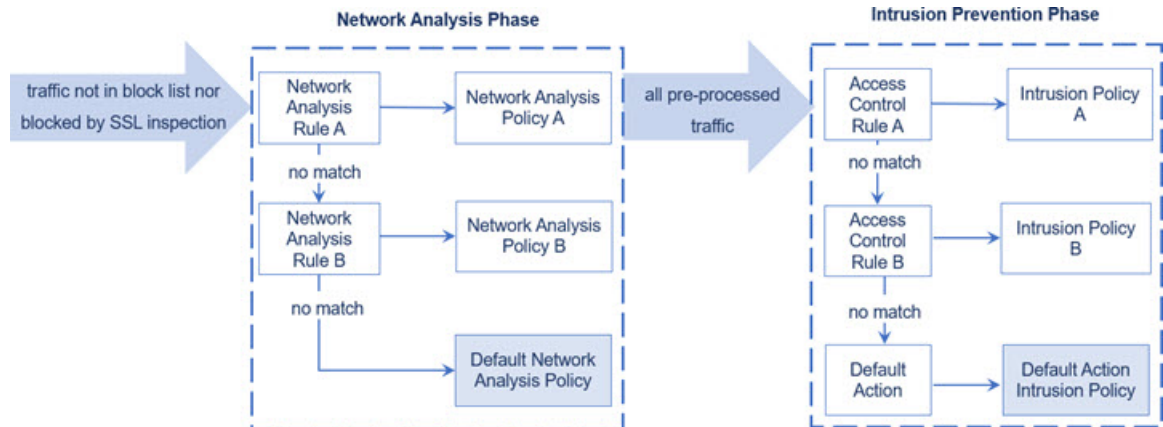 Network Analysis Phase
traffic not in block list nor
blocked by SSL inspection
Network
Analysis
Rule A
Network Analysis
Policy A
no match
Network
Analysis
Rule B
Network Analysis
Policy B
no match
Default Network
Analysis Policy
all pre-processed
traffic
Intrusion Prevention Phase
Access
Control
Rule A
Intrusion Policy
A
no match
Access
Control
Rule B
Intrusion Policy
B
no match
Default
Action
Default Action
Intrusion Policy